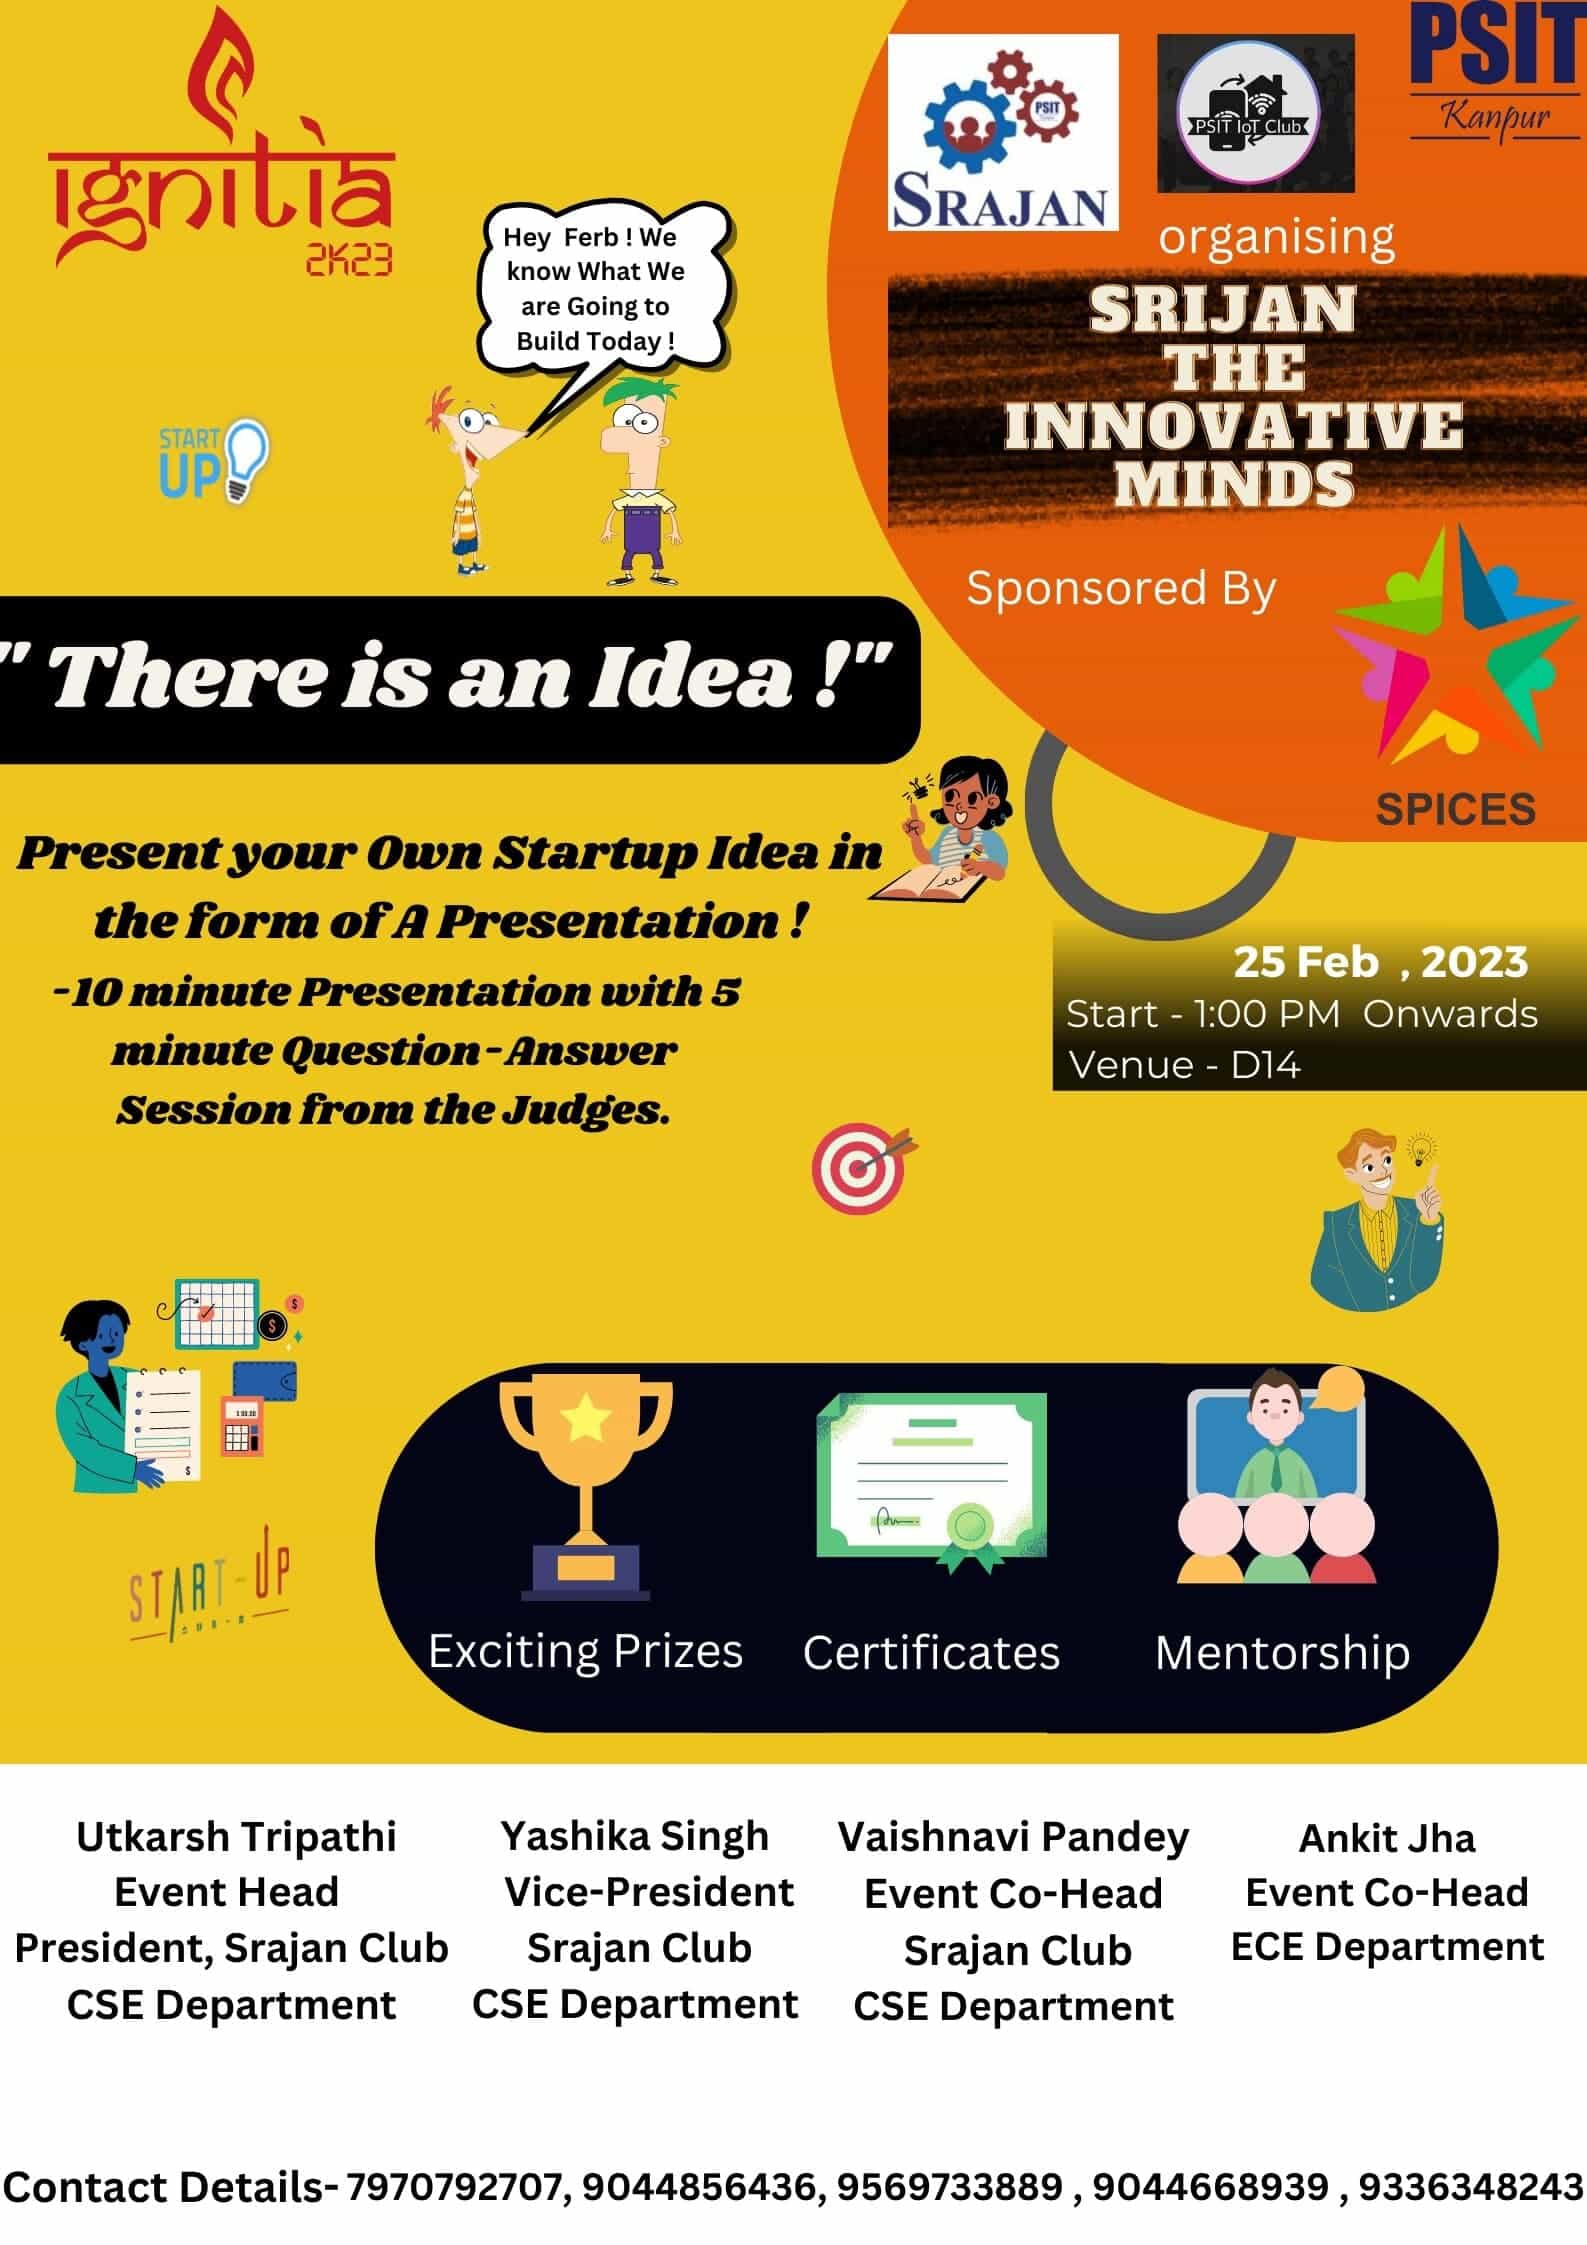 ignitia
2K23
SRAJAN
PSIT
PSIT IoT Club
PSIT
Kanpur
organising
SRIJAN
THE
INNOVATIVE
MINDS
Sponsored By
SPICES
Hey Ferb ! We
know What We
are Going to
Build Today !
START
UP
" There is an Idea !"
Present your Own Startup Idea in
the form of A Presentation !
-10 minute Presentation with 5
minute Question-Answer
Session from the Judges.
25 Feb , 2023
Start - 1:00 PM Onwards
Venue - D14
START-UP
Exciting Prizes
Certificates
Mentorship
Utkarsh Tripathi
Event Head
President, Srajan Club
CSE Department
Yashika Singh
Vice-President
Srajan Club
CSE Department
Vaishnavi Pandey
Event Co-Head
Srajan Club
CSE Department
Ankit Jha
Event Co-Head
ECE Department
Contact Details- 7970792707, 9044856436, 9569733889 , 9044668939 , 9336348243